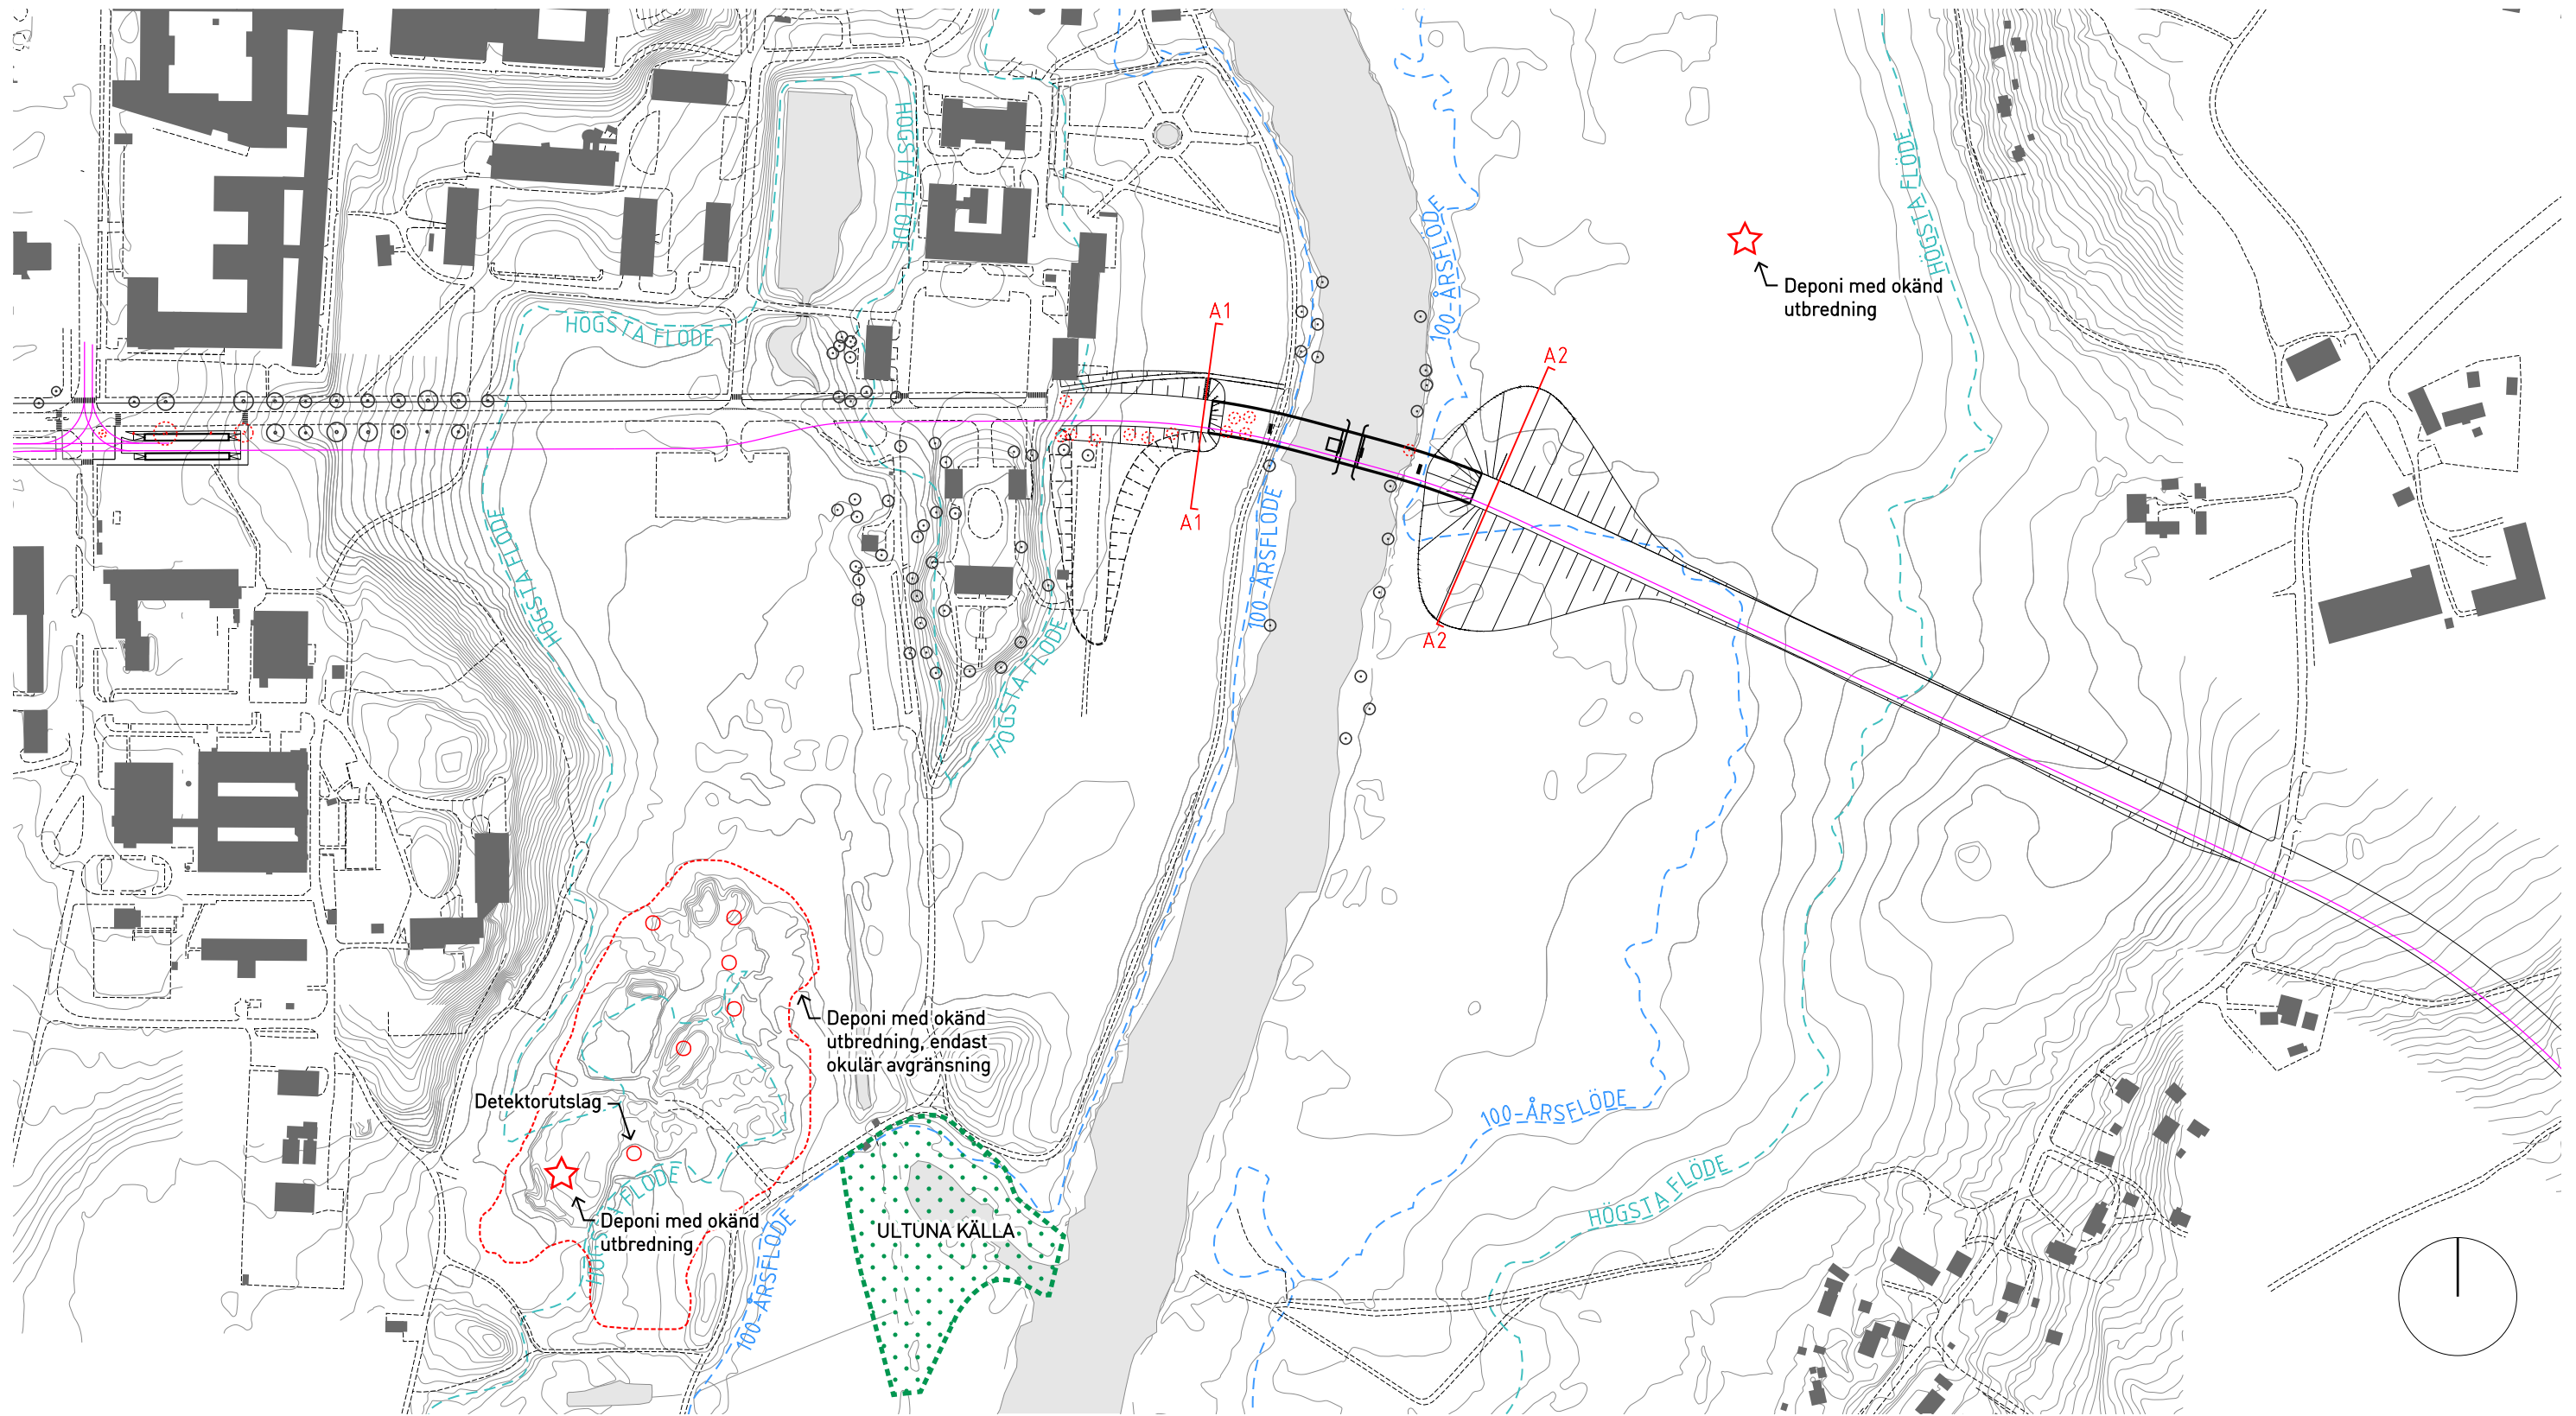 HÖGSTA FLÖDE
HÖGSTA FLÖDE
100-ÅRSFLÖDE
Deponi med okänd
utbredning
A1
HÖGSTA FLÖDE
A2
A1
HÖGSTA FLÖDE
100-ÅRSFLÖDE
A2
HÖGSTA FLÖDE
Deponi med okänd
utbredning, endast
okulär avgränsning
Detektorutslag
100-ÅRSFLÖDE
HÖGSTA FLÖDE
HÖGSTA FLÖDE
Deponi med okänd
utbredning
ULTUNA KÄLLA
100-ÅRSFLÖDE